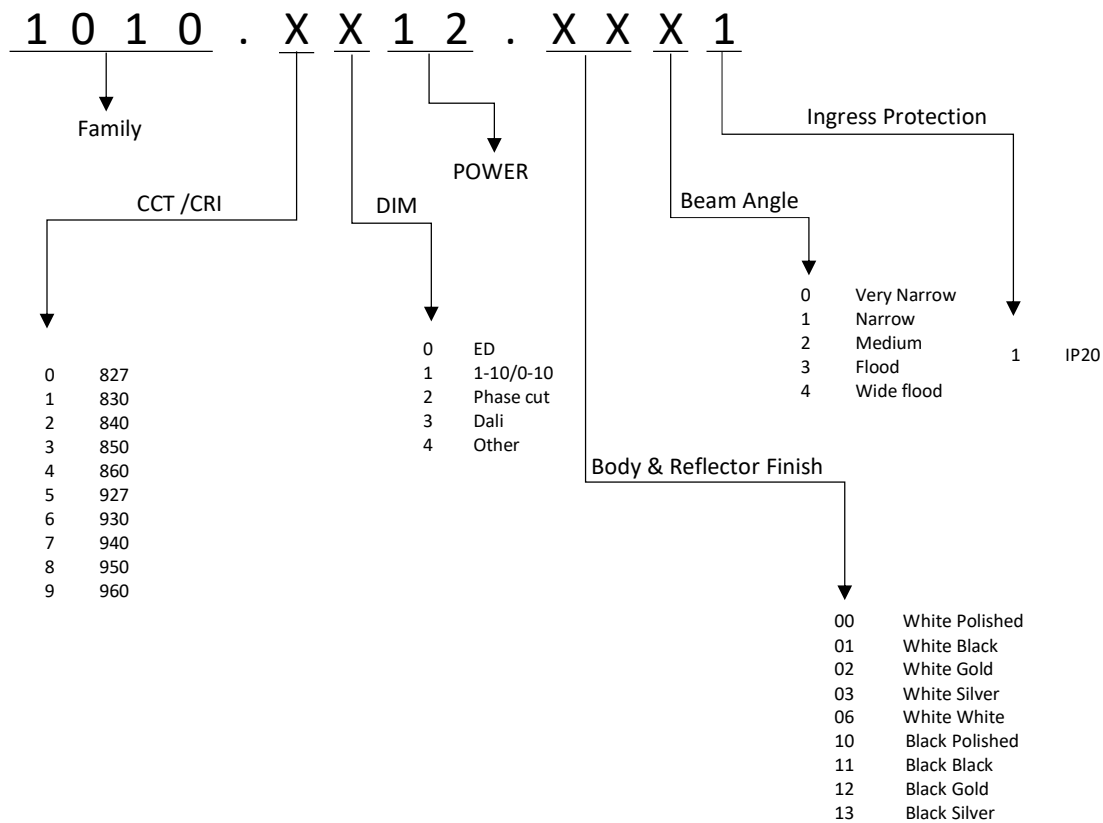 1 0 1 0 . X X 1 2 . X X X 1
Family
POWER
Ingress Protection
CCT /CRI
DIM
Beam Angle
0 827
1 830
2 840
3 850
4 860
5 927
6 930
7 940
8 950
9 960
0 ED
1 1-10/0-10
2 Phase cut
3 Dali
4 Other
0 Very Narrow
1 Narrow
2 Medium
3 Flood
4 Wide flood
1 IP20
Body & Reflector Finish
00 White Polished
01 White Black
02 White Gold
03 White Silver
06 White White
10 Black Polished
11 Black Black
12 Black Gold
13 Black Silver